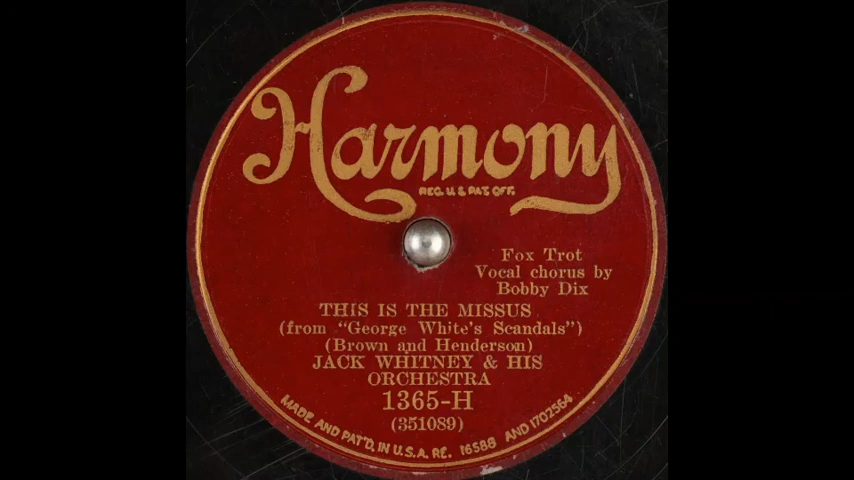 Harmony
REG. U.S. PAT. OFF.
Fox Trot
Vocal chorus by
Bobby Dix
THIS IS THE MISSUS
(from "George White's Scandals")
(Brown and Henderson)
JACK WHITNEY & HIS
ORCHESTRA
1365-H
(351089)
MADE AND PAT'D, IN U.S.A. RE. 16588 AND 1702564